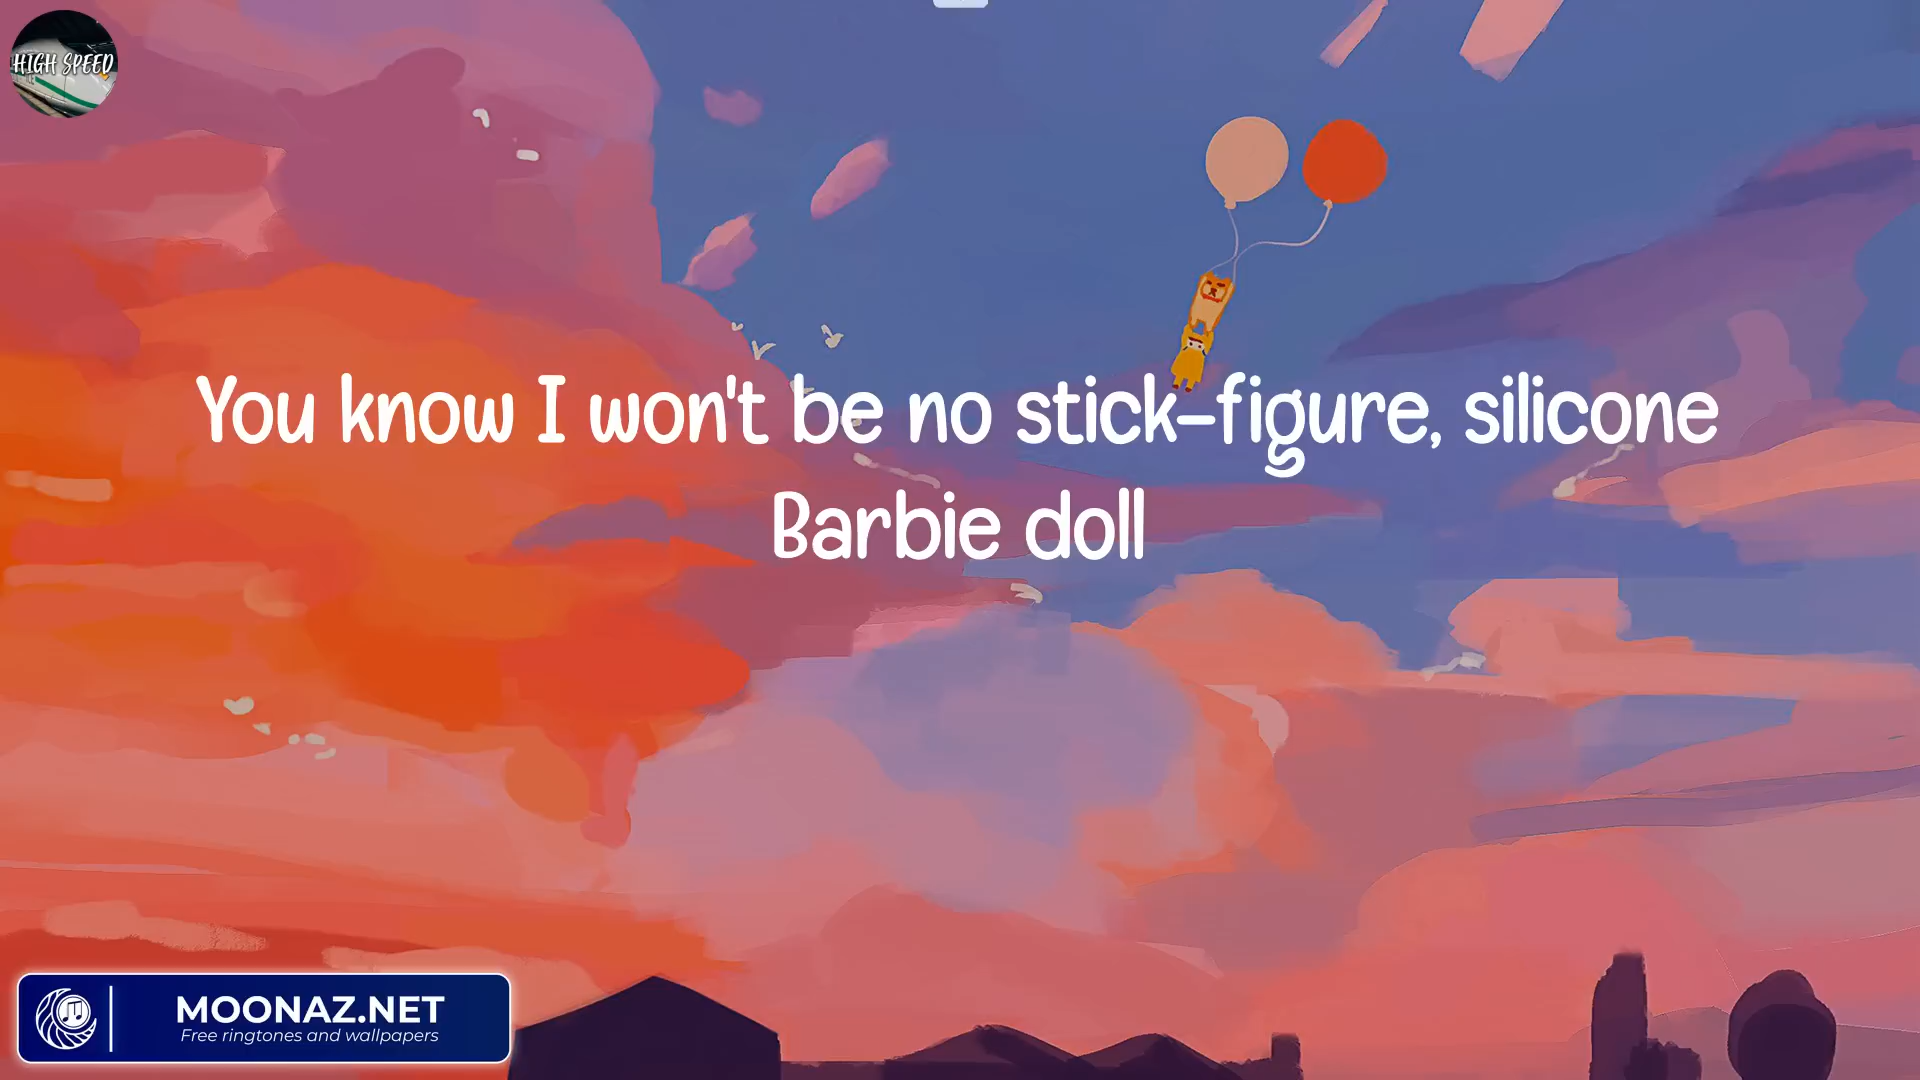 HIGH SPEED
You know I won't be no stick-figure, silicone
Barbie doll
MOONAZ.NET
Free ringtones and wallpapers